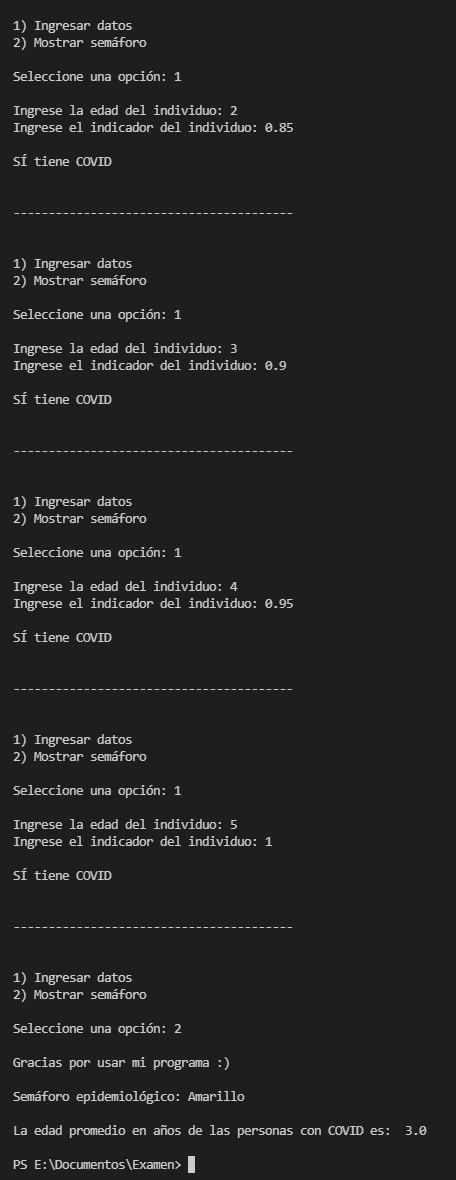 1) Ingresar datos
2) Mostrar semáforo
Seleccione una opción: 1
Ingrese la edad del individuo: 2
Ingrese el indicador del individuo: 0.85
SÍ tiene COVID
----------------------------------------
1) Ingresar datos
2) Mostrar semáforo
Seleccione una opción: 1
Ingrese la edad del individuo: 3
Ingrese el indicador del individuo: 0.9
SÍ tiene COVID
----------------------------------------
1) Ingresar datos
2) Mostrar semáforo
Seleccione una opción: 1
Ingrese la edad del individuo: 4
Ingrese el indicador del individuo: 0.95
SÍ tiene COVID
----------------------------------------
1) Ingresar datos
2) Mostrar semáforo
Seleccione una opción: 1
Ingrese la edad del individuo: 5
Ingrese el indicador del individuo: 1
SÍ tiene COVID
----------------------------------------
1) Ingresar datos
2) Mostrar semáforo
Seleccione una opción: 2
Gracias por usar mi programa :)
Semáforo epidemiológico: Amarillo
La edad promedio en años de las personas con COVID es:  3.0
PS E:\Documentos\Examen>